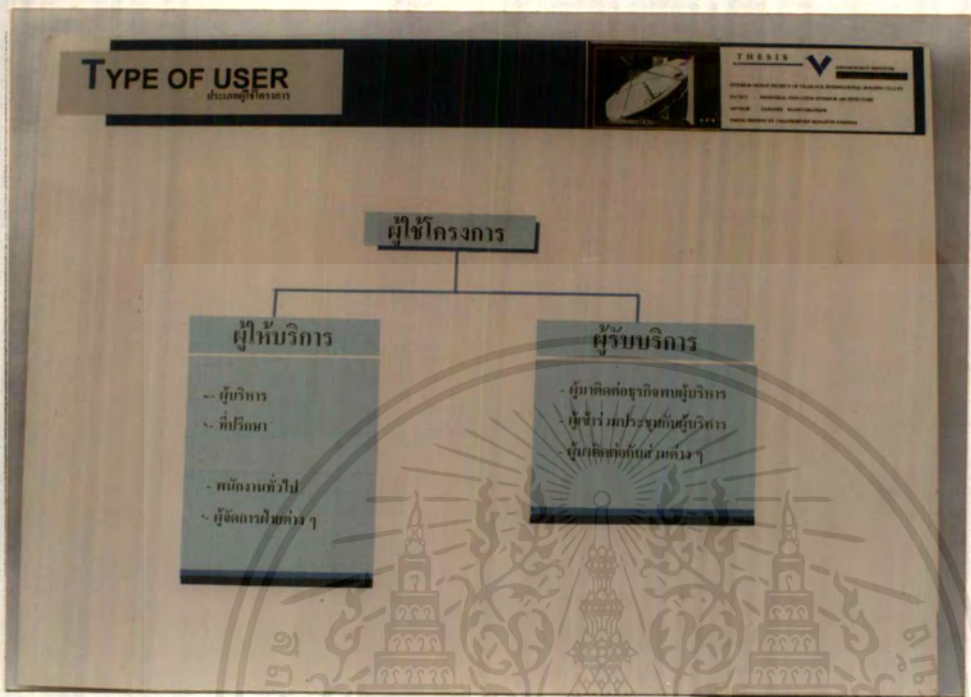 TYPE OF USER
ประเภทผู้ใช้โครงการ
THESIS
ผู้ใช้โครงการ
ผู้ให้บริการ
- ผู้บริหาร
- ที่ปรึกษา
- พนักงานทั่วไป
- ผู้จัดการฝ่ายต่าง ๆ
ผู้รับบริการ
- ผู้มาติดต่อธุรกิจพบผู้บริหาร
- ผู้เข้าร่วมประชุมกับผู้บริหาร
- ผู้มาติดต่อกับส่วนต่าง ๆ